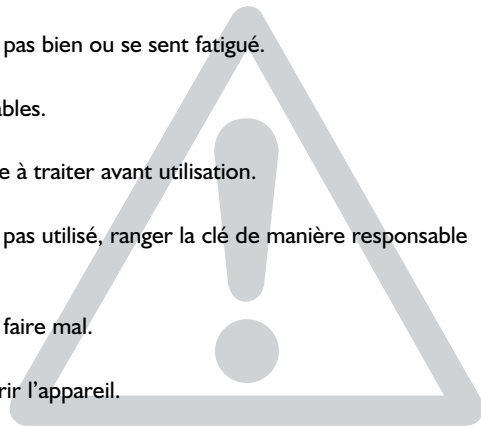 pas bien ou se sent fatigué.
ables.
e à traiter avant utilisation.
pas utilisé, ranger la clé de manière responsable
faire mal.
rir l’appareil.